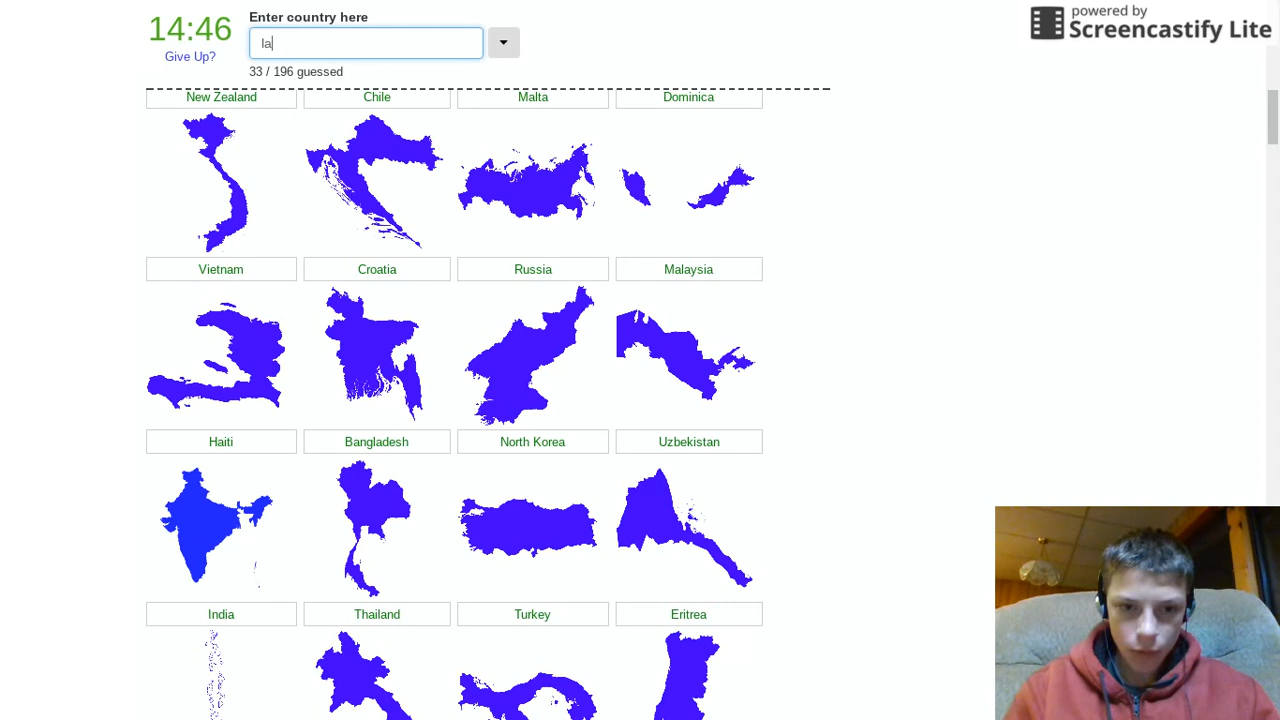 14:46
Give Up?
Enter country here
la
33 / 196 guessed
powered by
Screencastify Lite
New Zealand Chile Malta Dominica
Vietnam Croatia Russia Malaysia
Haiti Bangladesh North Korea Uzbekistan
India Thailand Turkey Eritrea